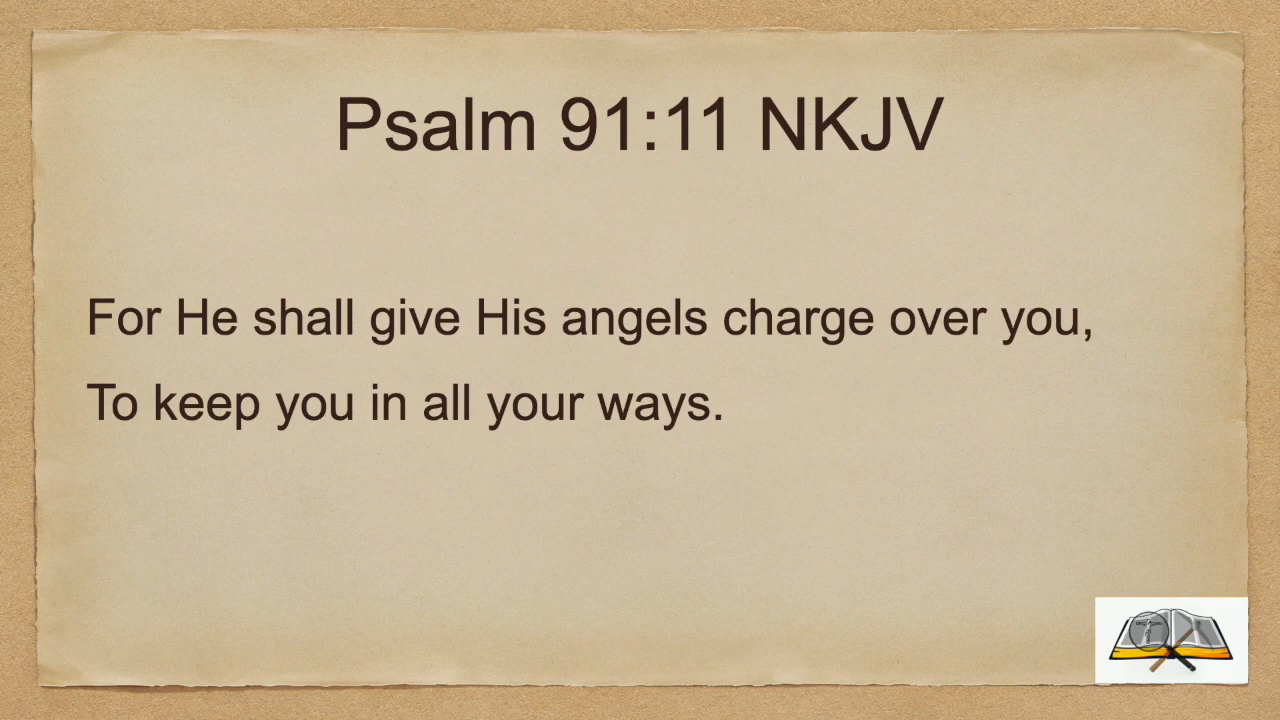 Psalm 91:11 NKJV
For He shall give His angels charge over you,
To keep you in all your ways.